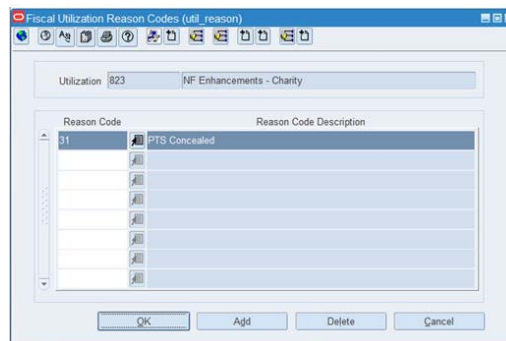 Fiscal Utilization Reason Codes (util_reason)
Utilization 823 NF Enhancements - Charity
Reason Code Reason Code Description
31 PTS Concealed
OK Add Delete Cancel